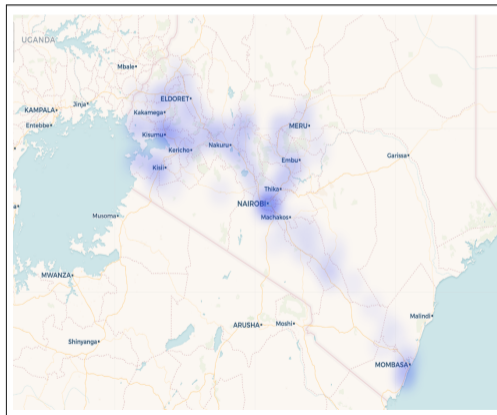 UGANDA
Mbale
ELDORET
KAMPALA
Jinja
Kakamega
Entebbe
Kisumu
MERU
Nakuru
Kericho
Embu
Garissa
Kisii
Thika
NAIROBI
Musoma
Machakos
MWANZA
Malindi
ARUSHA
Moshi
Shinyanga
MOMBASA